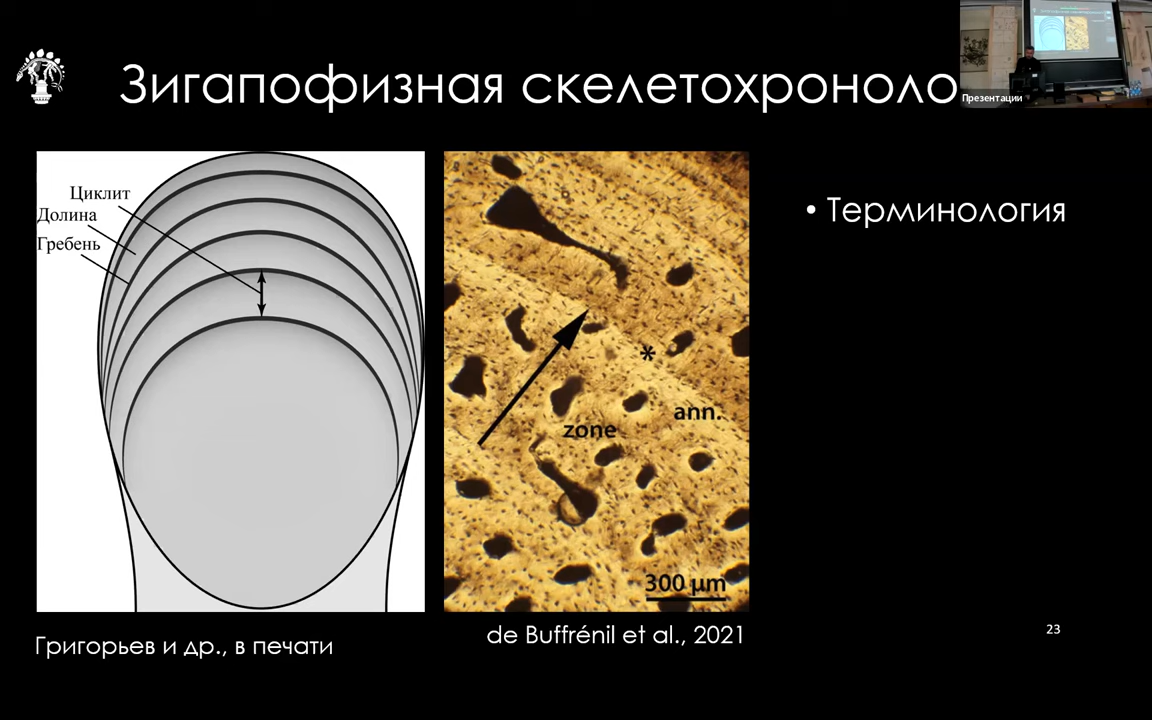 Зигапофизная скелетохроноло
Презентации
Циклит
Долина
Гребень
• Терминология
*
ann.
zone
300 µm
de Buffrénil et al., 2021
Григорьев и др., в печати
23